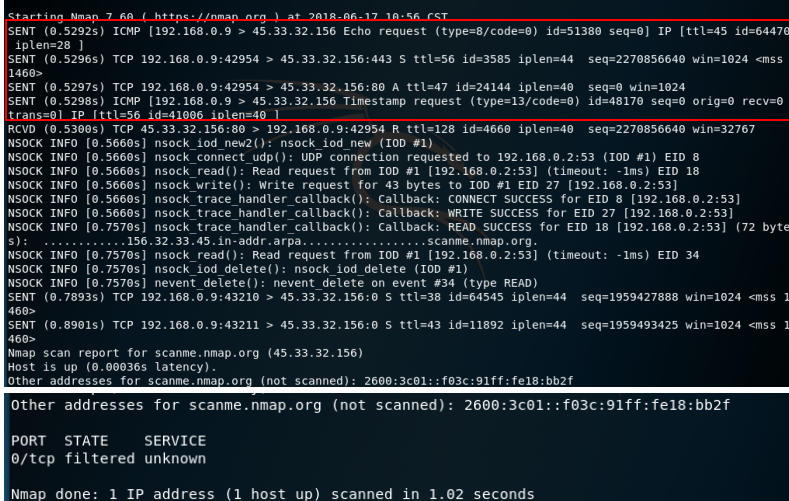 Starting Nmap 7.60 ( https://nmap.org ) at 2018-06-17 10:56 CST
SENT (0.5292s) ICMP [192.168.0.9 > 45.33.32.156 Echo request (type=8/code=0) id=51380 seq=0] IP [ttl=45 id=64470
iplen=28 ]
SENT (0.5296s) TCP 192.168.0.9:42954 > 45.33.32.156:443 S ttl=56 id=3585 iplen=44  seq=2270856640 win=1024 <mss
1460>
SENT (0.5297s) TCP 192.168.0.9:42954 > 45.33.32.156:80 A ttl=47 id=24144 iplen=40  seq=0 win=1024
SENT (0.5298s) ICMP [192.168.0.9 > 45.33.32.156 Timestamp request (type=13/code=0) id=48170 seq=0 orig=0 recv=0
trans=0] IP [ttl=56 id=41006 iplen=40 ]
RCVD (0.5300s) TCP 45.33.32.156:80 > 192.168.0.9:42954 R ttl=128 id=4660 iplen=40  seq=2270856640 win=32767
NSOCK INFO [0.5660s] nsock_iod_new2(): nsock_iod_new (IOD #1)
NSOCK INFO [0.5660s] nsock_connect_udp(): UDP connection requested to 192.168.0.2:53 (IOD #1) EID 8
NSOCK INFO [0.5660s] nsock_read(): Read request from IOD #1 [192.168.0.2:53] (timeout: -1ms) EID 18
NSOCK INFO [0.5660s] nsock_write(): Write request for 43 bytes to IOD #1 EID 27 [192.168.0.2:53]
NSOCK INFO [0.5660s] nsock_trace_handler_callback(): Callback: CONNECT SUCCESS for EID 8 [192.168.0.2:53]
NSOCK INFO [0.5660s] nsock_trace_handler_callback(): Callback: WRITE SUCCESS for EID 27 [192.168.0.2:53]
NSOCK INFO [0.7570s] nsock_trace_handler_callback(): Callback: READ SUCCESS for EID 18 [192.168.0.2:53] (72 byte
s): ............156.32.33.45.in-addr.arpa..................scanme.nmap.org.
NSOCK INFO [0.7570s] nsock_read(): Read request from IOD #1 [192.168.0.2:53] (timeout: -1ms) EID 34
NSOCK INFO [0.7570s] nsock_iod_delete(): nsock_iod_delete (IOD #1)
NSOCK INFO [0.7570s] nevent_delete(): nevent_delete on event #34 (type READ)
SENT (0.7893s) TCP 192.168.0.9:43210 > 45.33.32.156:0 S ttl=38 id=64545 iplen=44  seq=1959427888 win=1024 <mss 1
460>
SENT (0.8901s) TCP 192.168.0.9:43211 > 45.33.32.156:0 S ttl=43 id=11892 iplen=44  seq=1959493425 win=1024 <mss 1
460>
Nmap scan report for scanme.nmap.org (45.33.32.156)
Host is up (0.00036s latency).
Other addresses for scanme.nmap.org (not scanned): 2600:3c01::f03c:91ff:fe18:bb2f
Other addresses for scanme.nmap.org (not scanned): 2600:3c01::f03c:91ff:fe18:bb2f
PORT  STATE    SERVICE
0/tcp filtered unknown
Nmap done: 1 IP address (1 host up) scanned in 1.02 seconds